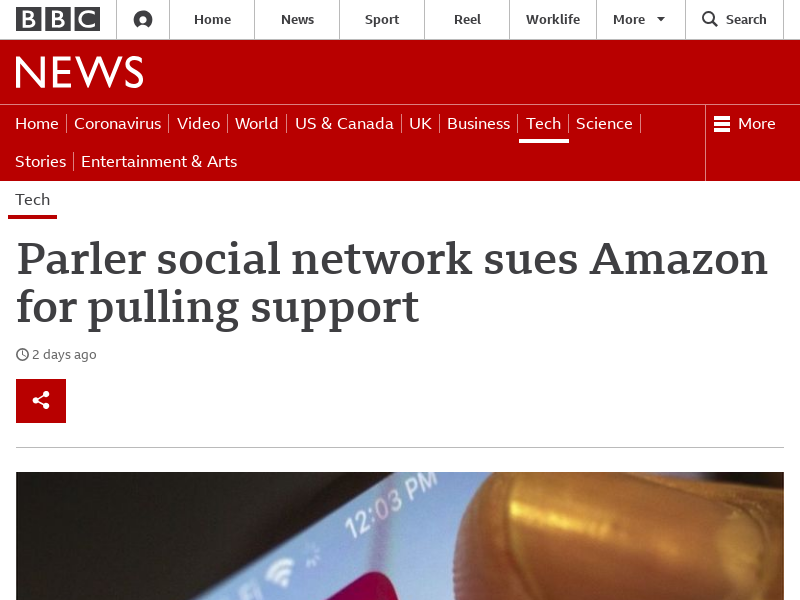 BBC Home News Sport Reel Worklife More Search
NEWS
Home Coronavirus Video World US & Canada UK Business Tech Science More
Stories Entertainment & Arts
Tech
Parler social network sues Amazon
for pulling support
2 days ago
12:03 PM